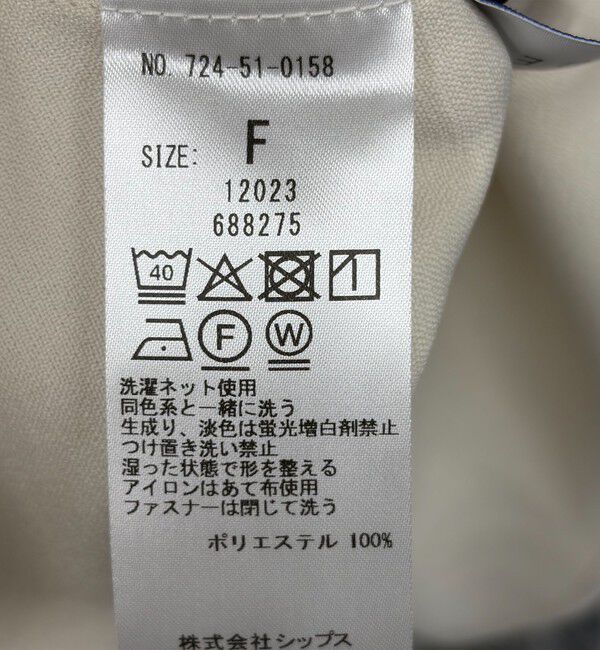 NO. 724-51-0158
SIZE: F
12023
688275
40
F W
洗濯ネット使用
同色系と一緒に洗う
生成り、淡色は蛍光増白剤禁止
つけ置き洗い禁止
湿った状態で形を整える
アイロンはあて布使用
ファスナーは閉じて洗う
ポリエステル 100%
株式会社シップス